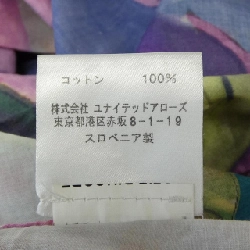 コットン 100%
株式会社 ユナイテッドアローズ
東京都港区赤坂8-1-19
スロベニア製